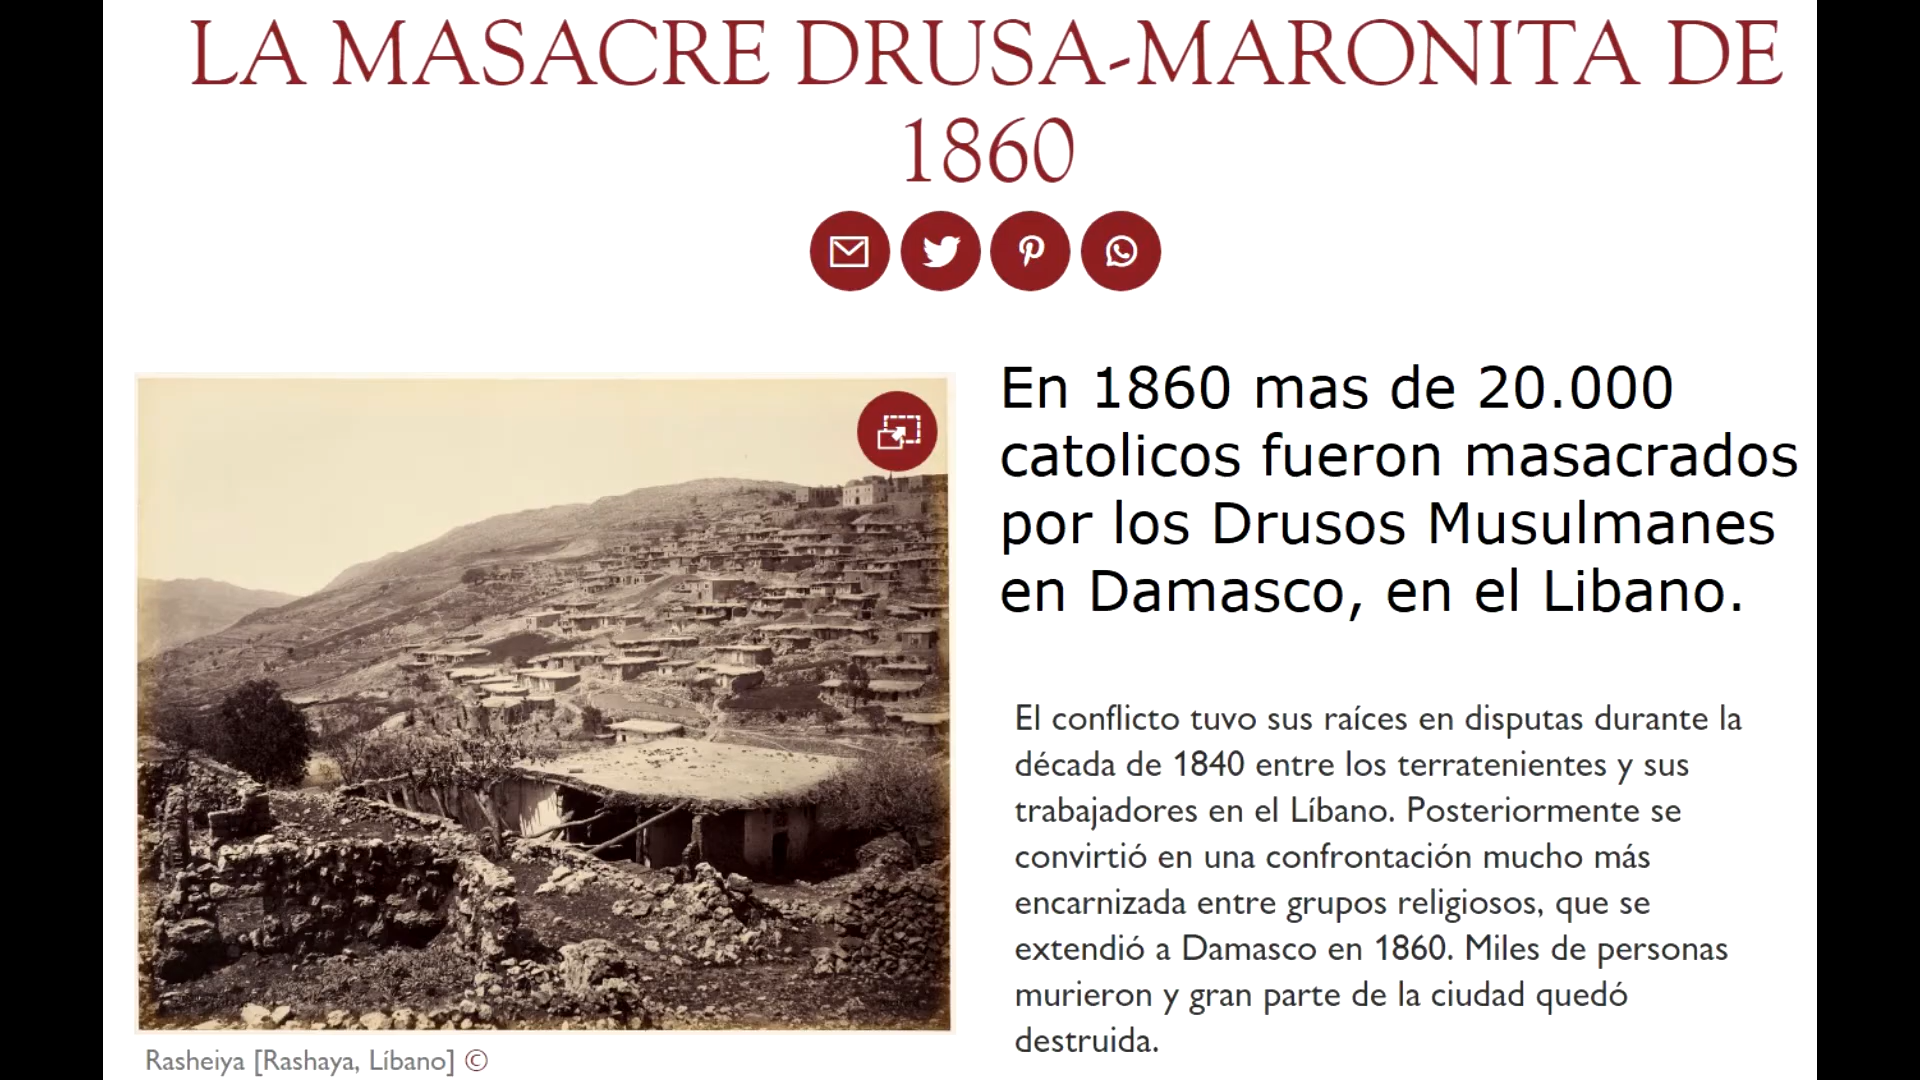 LA MASACRE DRUSA-MARONITA DE
1860
En 1860 mas de 20.000
catolicos fueron masacrados
por los Drusos Musulmanes
en Damasco, en el Libano.
El conflicto tuvo sus raíces en disputas durante la
década de 1840 entre los terratenientes y sus
trabajadores en el Líbano. Posteriormente se
convirtió en una confrontación mucho más
encarnizada entre grupos religiosos, que se
extendió a Damasco en 1860. Miles de personas
murieron y gran parte de la ciudad quedó
destruida.
Rasheiya [Rashaya, Líbano] ©